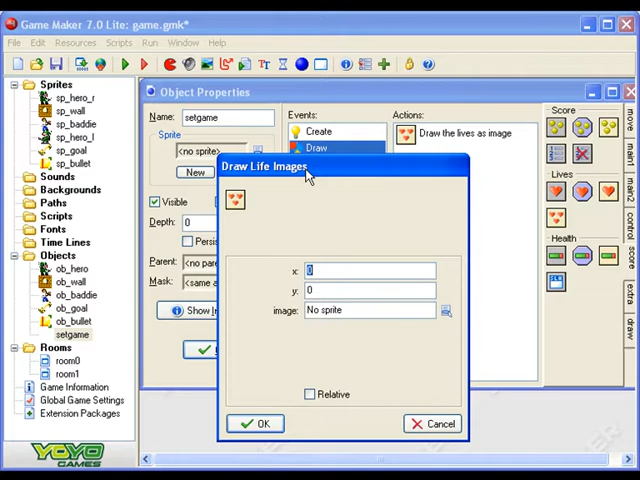 Game Maker 7.0 Lite: game.gmk*
File Edit Resources Scripts Run Window Help
Sprites
sp_hero_r
sp_wall
sp_baddie
sp_hero_l
sp_goal
sp_bullet
Sounds
Backgrounds
Paths
Scripts
Fonts
Time Lines
Objects
ob_hero
ob_wall
ob_baddie
ob_goal
ob_bullet
setgame
Rooms
room0
room1
Game Information
Global Game Settings
Extension Packages
YOYO
GAMES
Object Properties
Name: setgame
Sprite
<no sprite>
New
Visible
Depth: 0
Parent:
Mask:
Events:
Create
Draw
Actions:
Draw the lives as image
Score
Lives
Health
move
main1
main2
control
score
extra
draw
Draw Life Images
x: 0
y: 0
image: No sprite
Relative
OK
Cancel